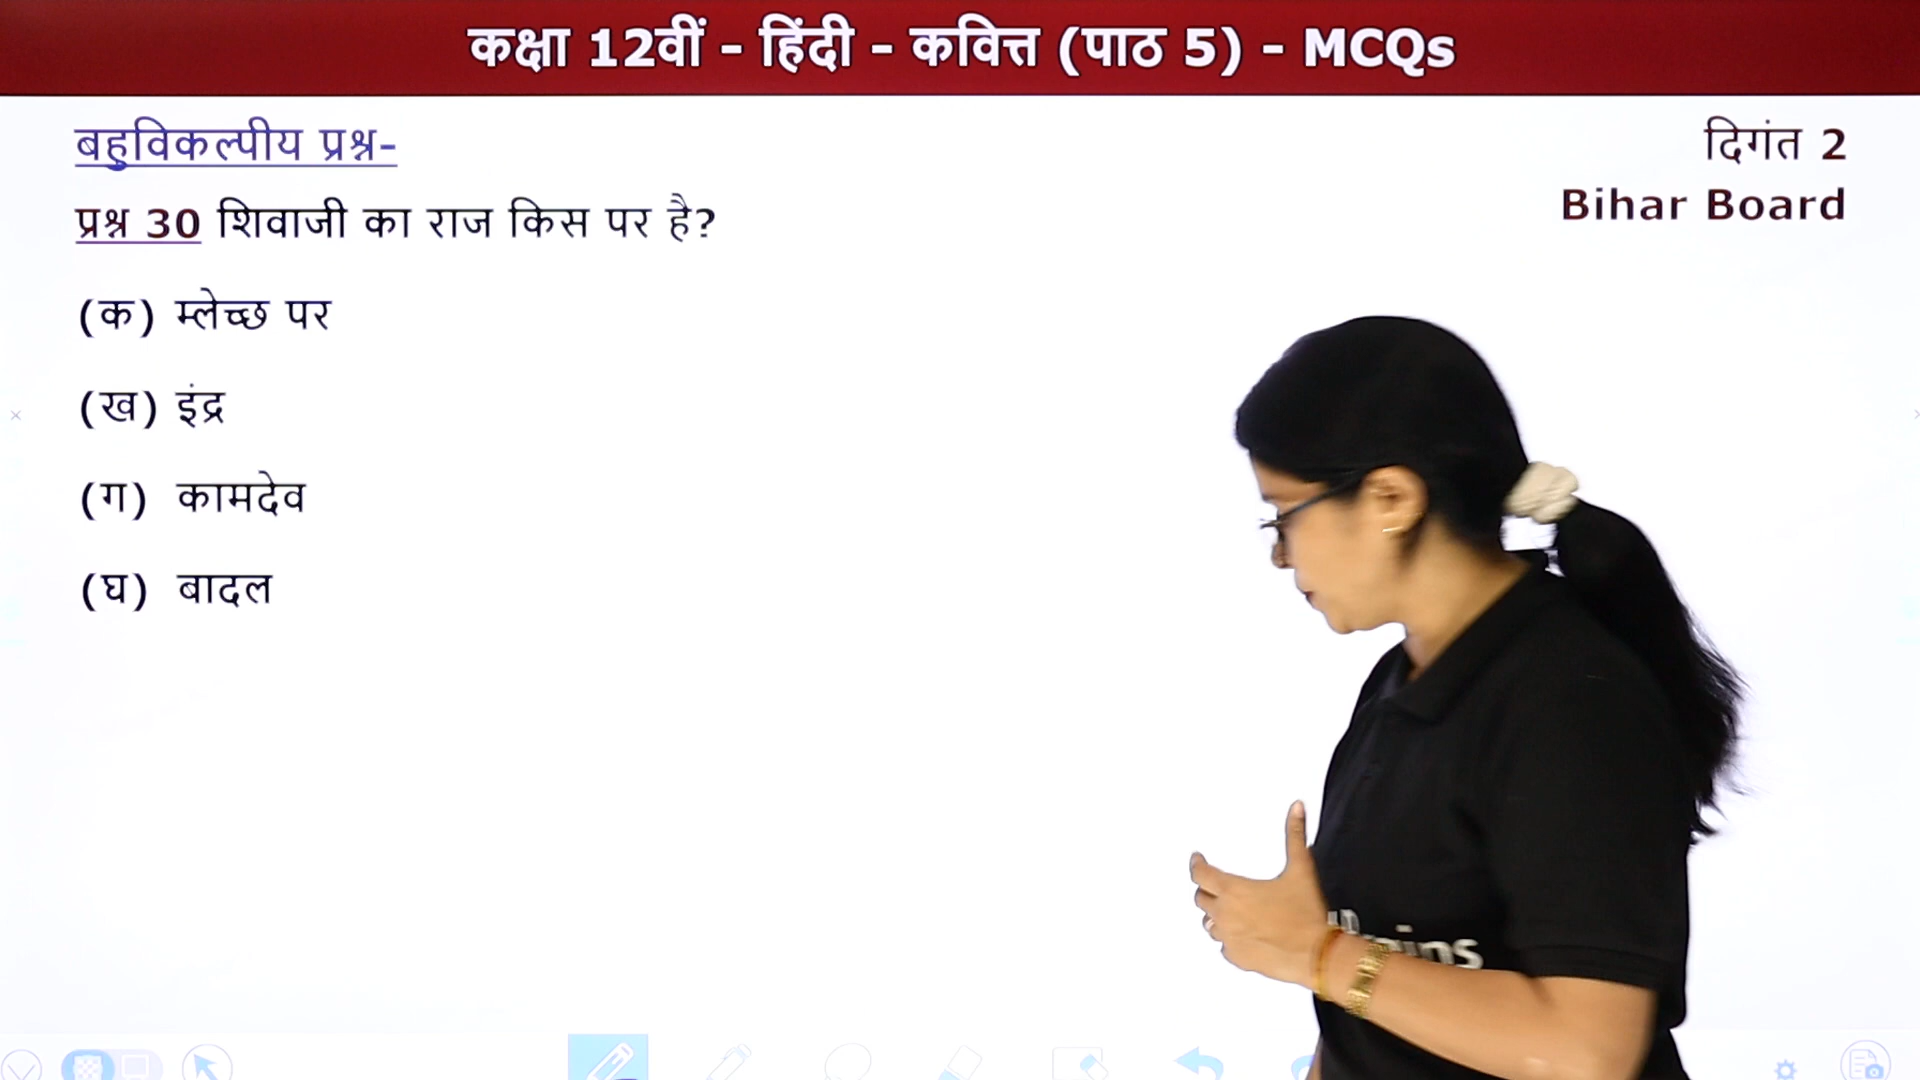 कक्षा 12वीं - हिंदी - कवित्त (पाठ 5) - MCQs
बहुविकल्पीय प्रश्न-
दिगंत 2
Bihar Board
प्रश्न 30 शिवाजी का राज किस पर है?
(क) म्लेच्छ पर
(ख) इंद्र
(ग) कामदेव
(घ) बादल